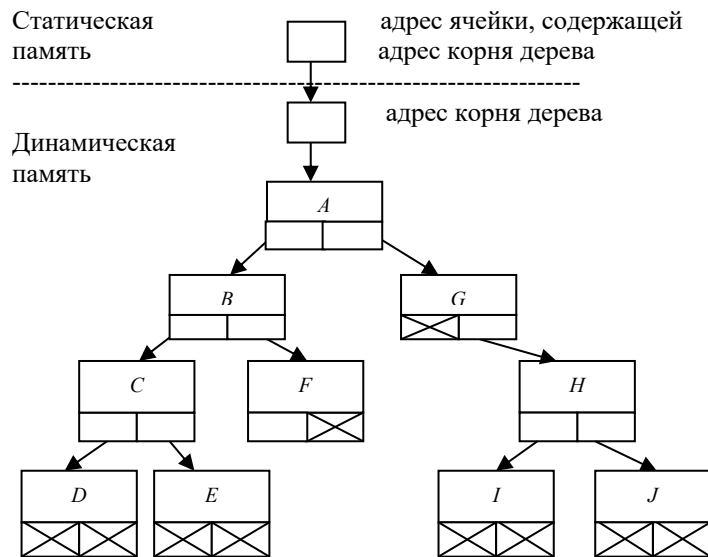 Статическая
память
адрес ячейки, содержащей
адрес корня дерева
адрес корня дерева
Динамическая
память
A
B
G
C
F
H
D
E
I
J